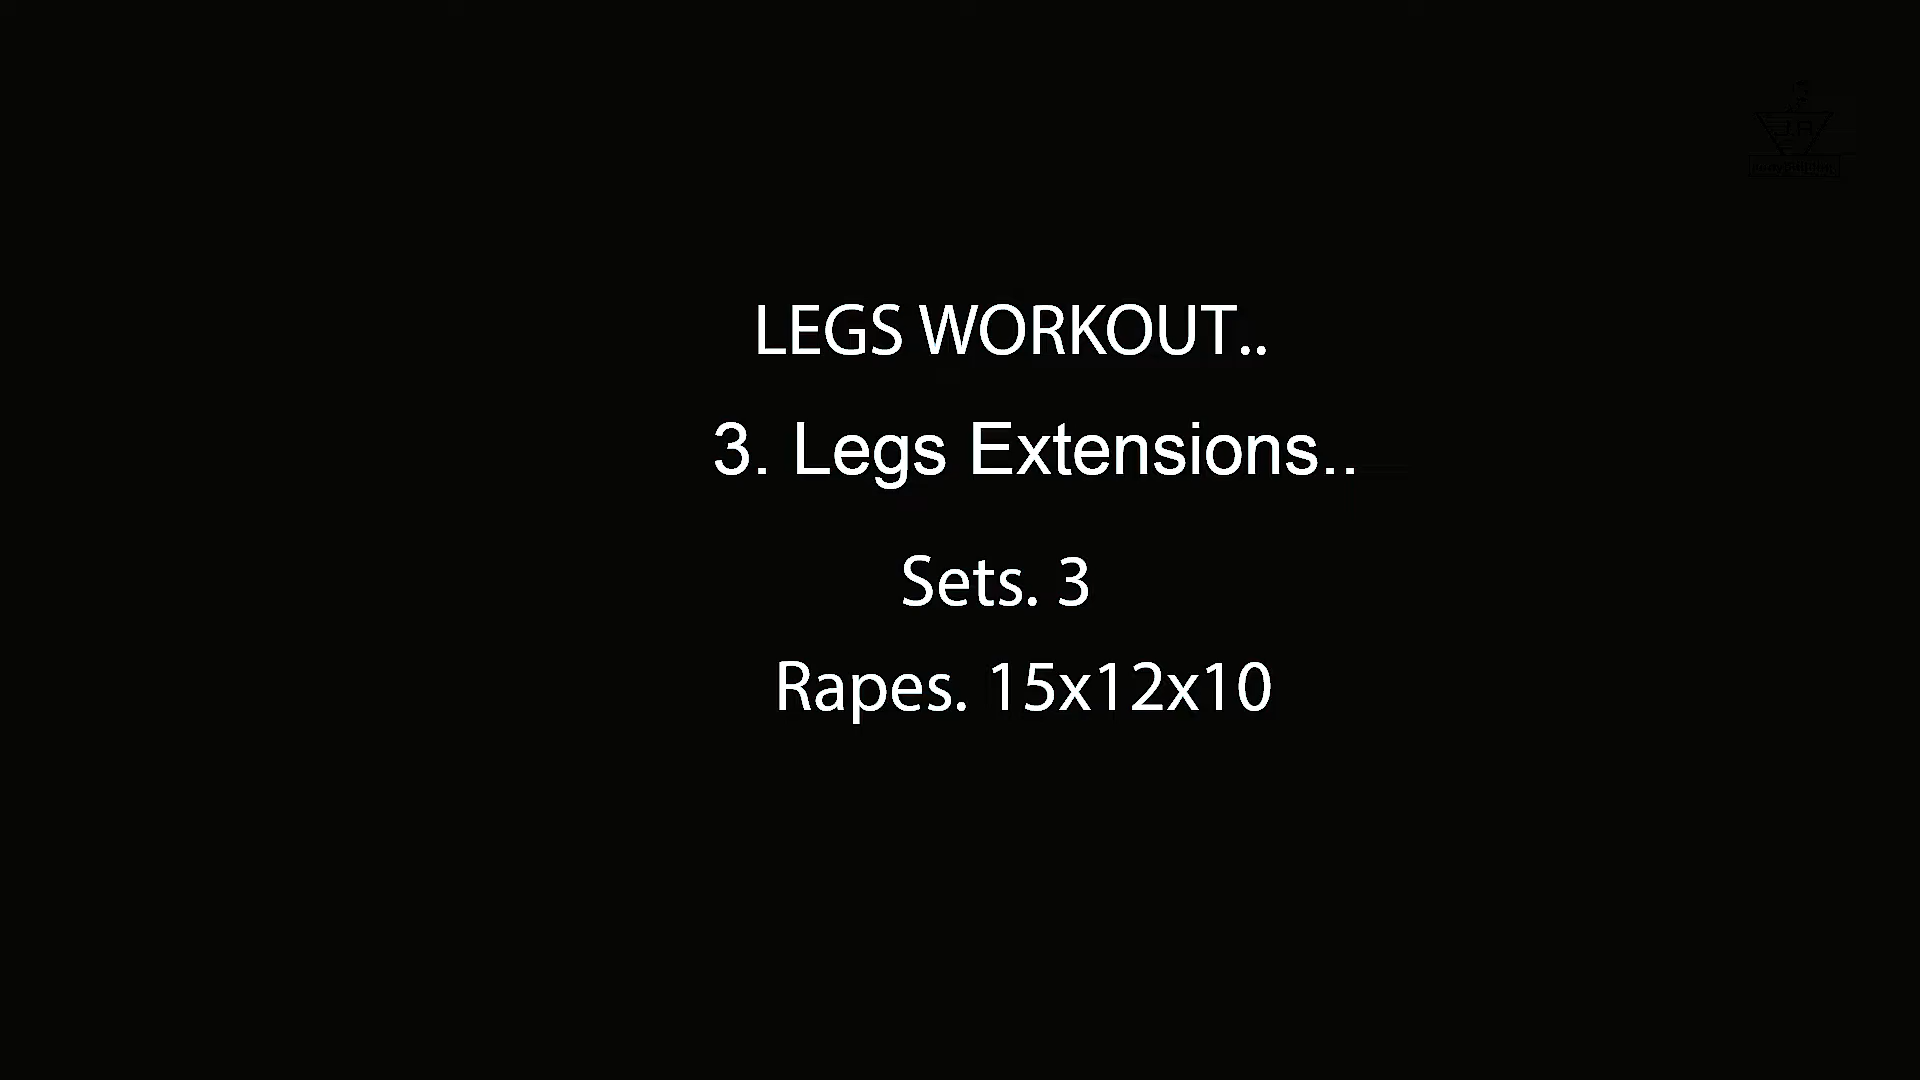 LEGS WORKOUT..
3. Legs Extensions..
Sets. 3
Rapes. 15x12x10